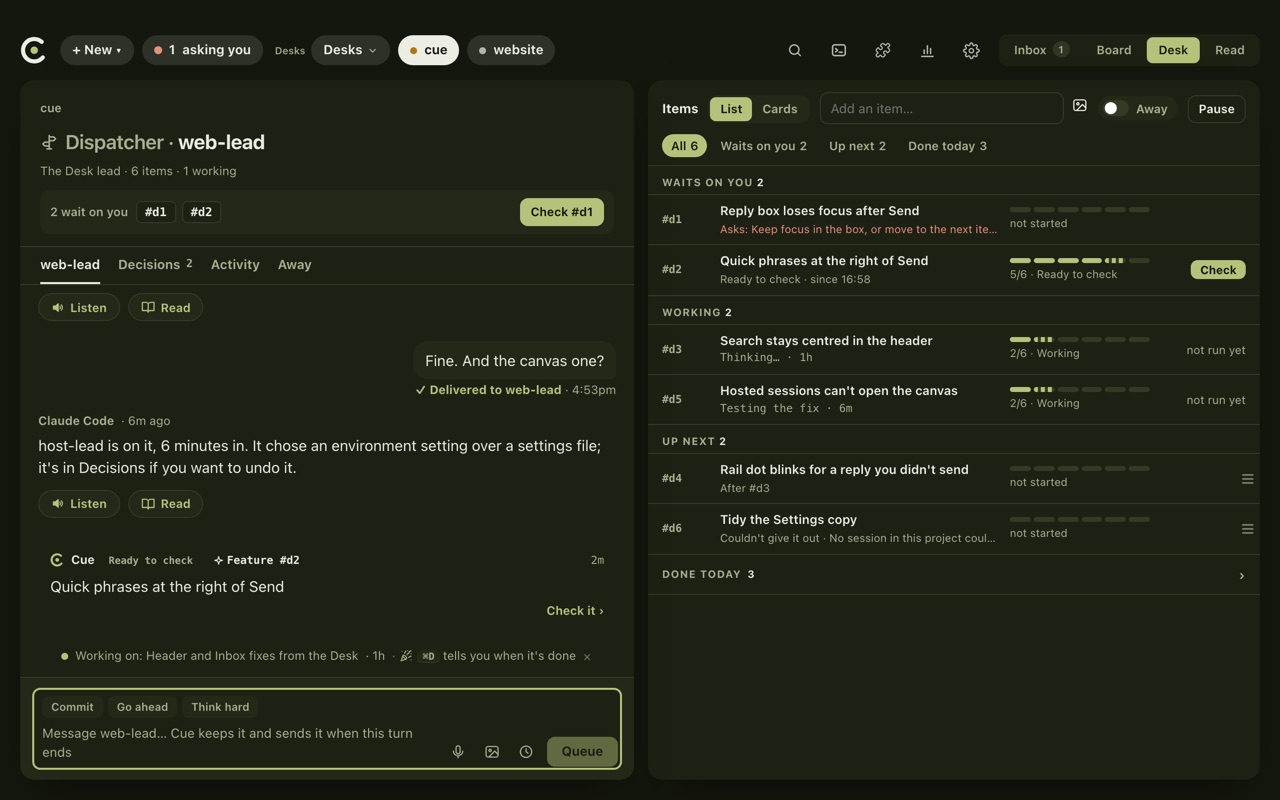 + New ▾
1 asking you
Desks
Desks
cue
website
Inbox 1
Board
Desk
Read
cue
Dispatcher · web-lead
The Desk lead · 6 items · 1 working
2 wait on you #d1 #d2
Check #d1
web-lead
Decisions 2
Activity
Away
Listen
Read
Fine. And the canvas one?
✓ Delivered to web-lead · 4:53pm
Claude Code · 6m ago
host-lead is on it, 6 minutes in. It chose an environment setting over a settings file;
it's in Decisions if you want to undo it.
Listen
Read
Cue Ready to check Feature #d2 2m
Quick phrases at the right of Send
Check it ›
Working on: Header and Inbox fixes from the Desk · 1h · ⌘D tells you when it's done ×
Commit
Go ahead
Think hard
Message web-lead... Cue keeps it and sends it when this turn
ends
Queue
Items
List
Cards
Add an item...
Away
Pause
All 6
Waits on you 2
Up next 2
Done today 3
WAITS ON YOU 2
#d1
Reply box loses focus after Send
Asks: Keep focus in the box, or move to the next ite...
not started
#d2
Quick phrases at the right of Send
Ready to check · since 16:58
5/6 · Ready to check
Check
WORKING 2
#d3
Search stays centred in the header
Thinking… · 1h
2/6 · Working
not run yet
#d5
Hosted sessions can't open the canvas
Testing the fix · 6m
2/6 · Working
not run yet
UP NEXT 2
#d4
Rail dot blinks for a reply you didn't send
After #d3
not started
#d6
Tidy the Settings copy
Couldn't give it out · No session in this project coul...
not started
DONE TODAY 3
›